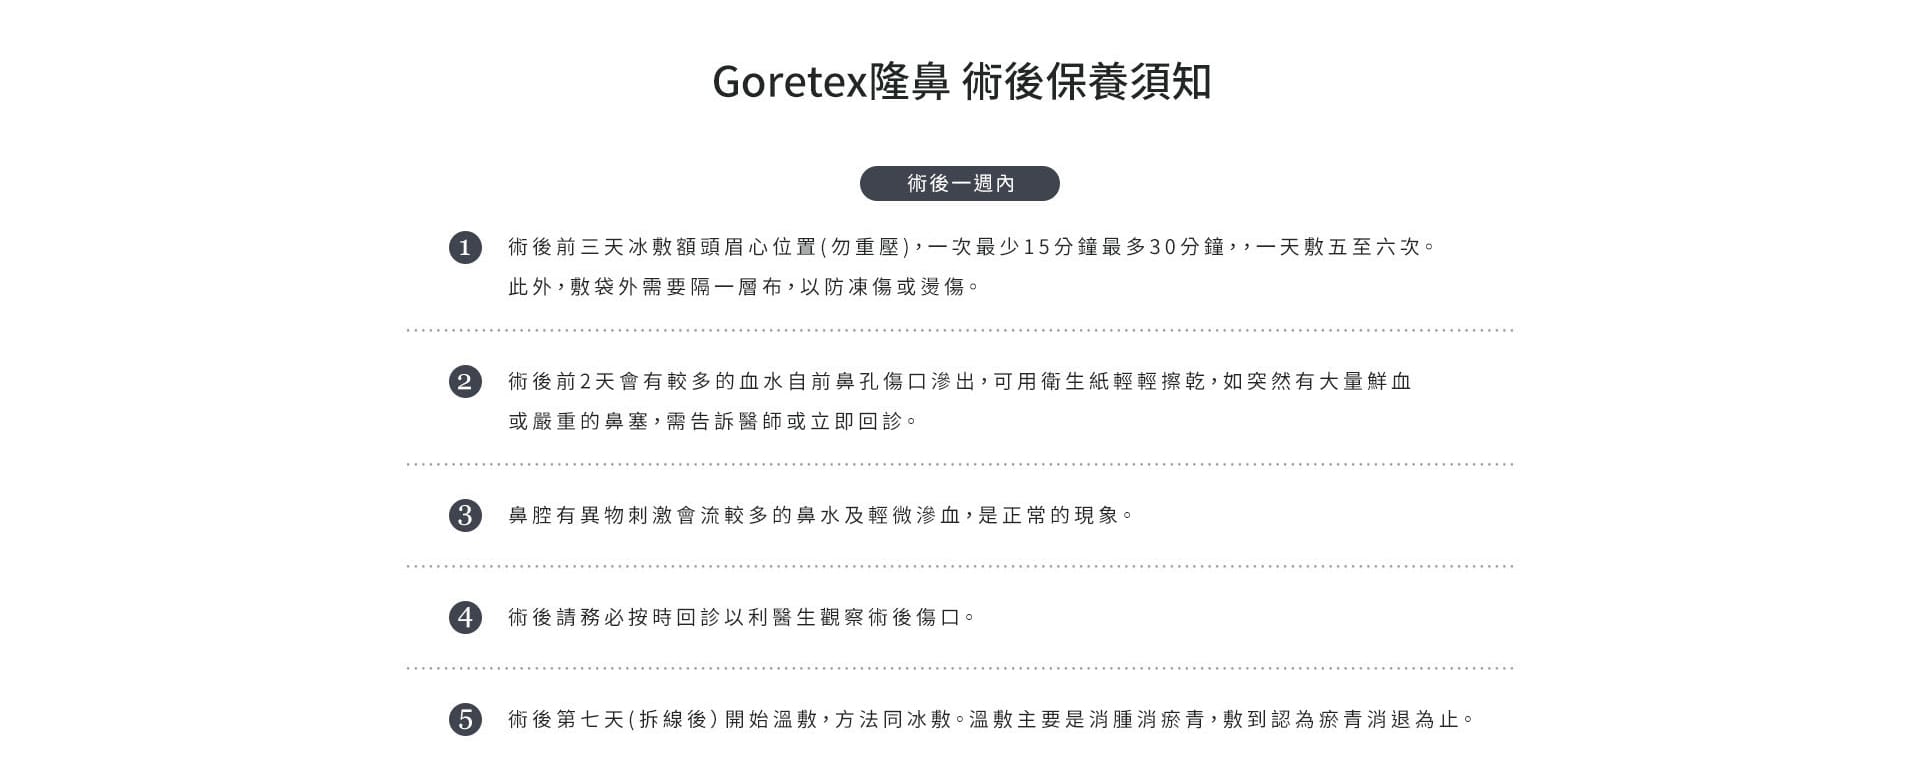 Goretex隆鼻 術後保養須知
術後一週內
1 術後前三天冰敷額頭眉心位置(勿重壓)，一次最少15分鐘最多30分鐘，，一天敷五至六次。
此外，敷袋外需要隔一層布，以防凍傷或燙傷。
2 術後前2天會有較多的血水自前鼻孔傷口滲出，可用衛生紙輕輕擦乾，如突然有大量鮮血
或嚴重的鼻塞，需告訴醫師或立即回診。
3 鼻腔有異物刺激會流較多的鼻水及輕微滲血，是正常的現象。
4 術後請務必按時回診以利醫生觀察術後傷口。
5 術後第七天(拆線後）開始溫敷，方法同冰敷。溫敷主要是消腫消瘀青，敷到認為瘀青消退為止。